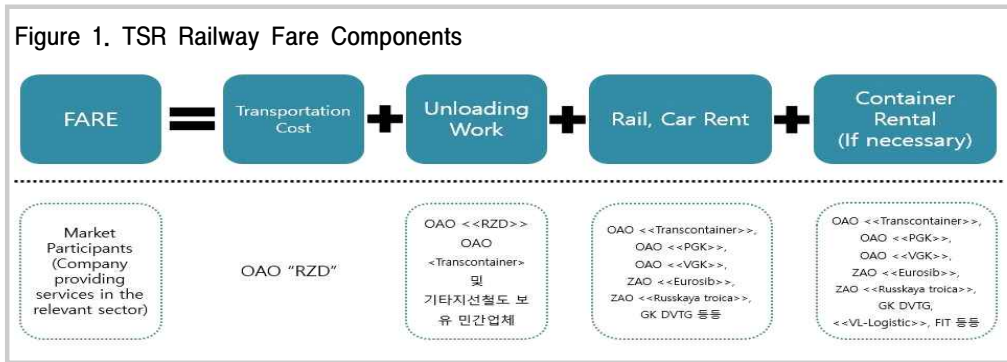 Figure 1. TSR Railway Fare Components
FARE
=
Transportation
Cost
+
Unloading
Work
+
Rail, Car Rent
+
Container
Rental
(If necessary)
Market
Participants
(Company
providing
services in the
relevant sector)
OAO "RZD"
OAO <<RZD>>
OAO
<Transcontainer>
및
기타지선철도 보
유 민간업체
OAO <<Transcontainer>>,
OAO <<PGK>>,
OAO <<VGK>>,
ZAO <<Eurosib>>,
ZAO <<Russkaya troica>>,
GK DVTG 등등
OAO <<Transcontainer>>,
OAO <<PGK>>,
OAO <<VGK>>,
ZAO <<Eurosib>>,
ZAO <<Russkaya troica>>,
GK DVTG,
<<VL-Logistic>>, FIT 등등